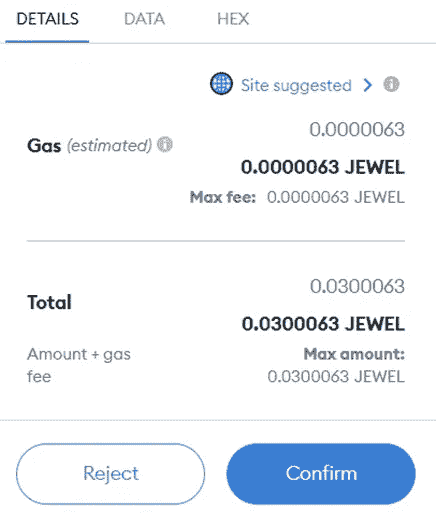 DETAILS DATA HEX
Site suggested
0.0000063
Gas (estimated)
0.0000063 JEWEL
Max fee: 0.0000063 JEWEL
0.0300063
Total
0.0300063 JEWEL
Amount + gas Max amount:
fee 0.0300063 JEWEL
Reject Confirm